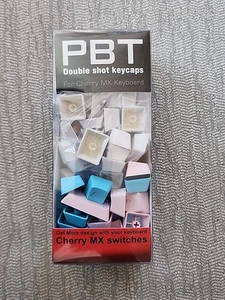 PBT
Double shot keycaps
For Cherry MX Keyboard
Get More design with your keyboard
Cherry MX switches